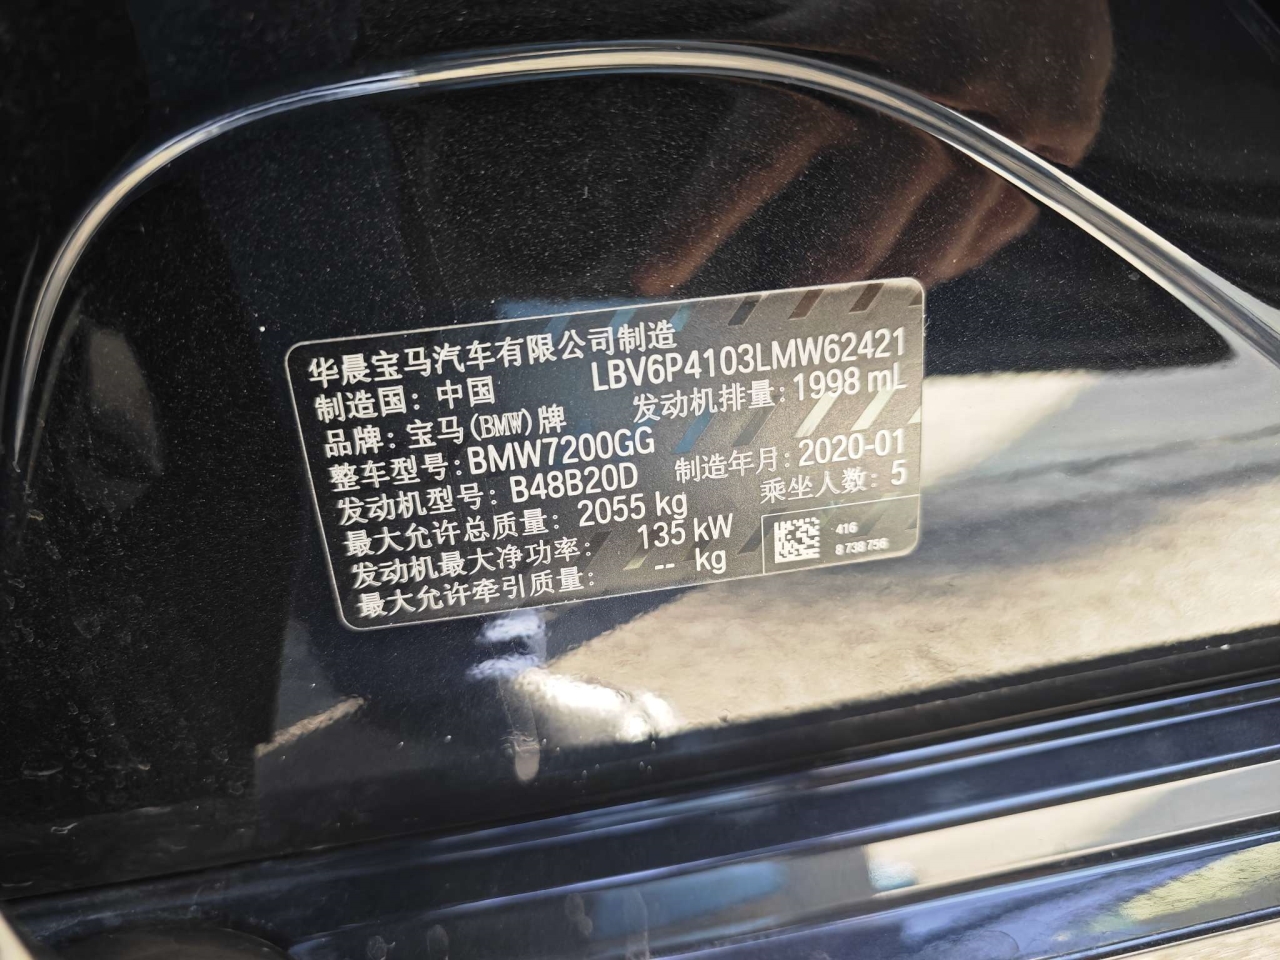 华晨宝马汽车有限公司制造
制造国：中国 LBV6P4103LMW62421
品牌：宝马(BMW)牌 发动机排量：1998 mL
整车型号：BMW7200GG
发动机型号：B48B20D 制造年月：2020-01
最大允许总质量：2055 kg 乘坐人数：5
发动机最大净功率：135 kW
最大允许牵引质量：-- kg
416
8 738 756